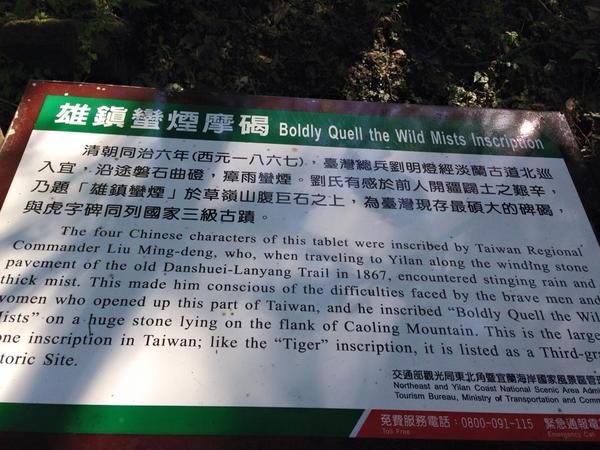 雄鎮蠻煙摩碣 Boldly Quell the Wild Mists Inscription
清朝同治六年(西元一八六七)，臺灣總兵劉明燈經淡蘭古道北巡
入宜，沿途磐石曲磴，瘴雨蠻煙。劉氏有感於前人開疆闢土之艱辛，
乃題「雄鎮蠻煙」於草嶺山腹巨石之上，為臺灣現存最碩大的碑碣，
與虎字碑同列國家三級古蹟。
The four Chinese characters of this tablet were inscribed by Taiwan Regional
Commander Liu Ming-deng, who, when traveling to Yilan along the winding stone
pavement of the old Danshuei-Lanyang Trail in 1867, encountered stinging rain and
thick mist. This made him conscious of the difficulties faced by the brave men and
women who opened up this part of Taiwan, and he inscribed “Boldly Quell the Wil
Mists” on a huge stone lying on the flank of Caoling Mountain. This is the large
one inscription in Taiwan; like the “Tiger” inscription, it is listed as a Third-gra
toric Site.
交通部觀光局東北角暨宜蘭海岸國家風景區管理
Northeast and Yilan Coast National Scenic Area Admi
Tourism Bureau, Ministry of Transportation and Comm
免費服務電話：0800-091-115 緊急通報電
Toll Free Emergency Call